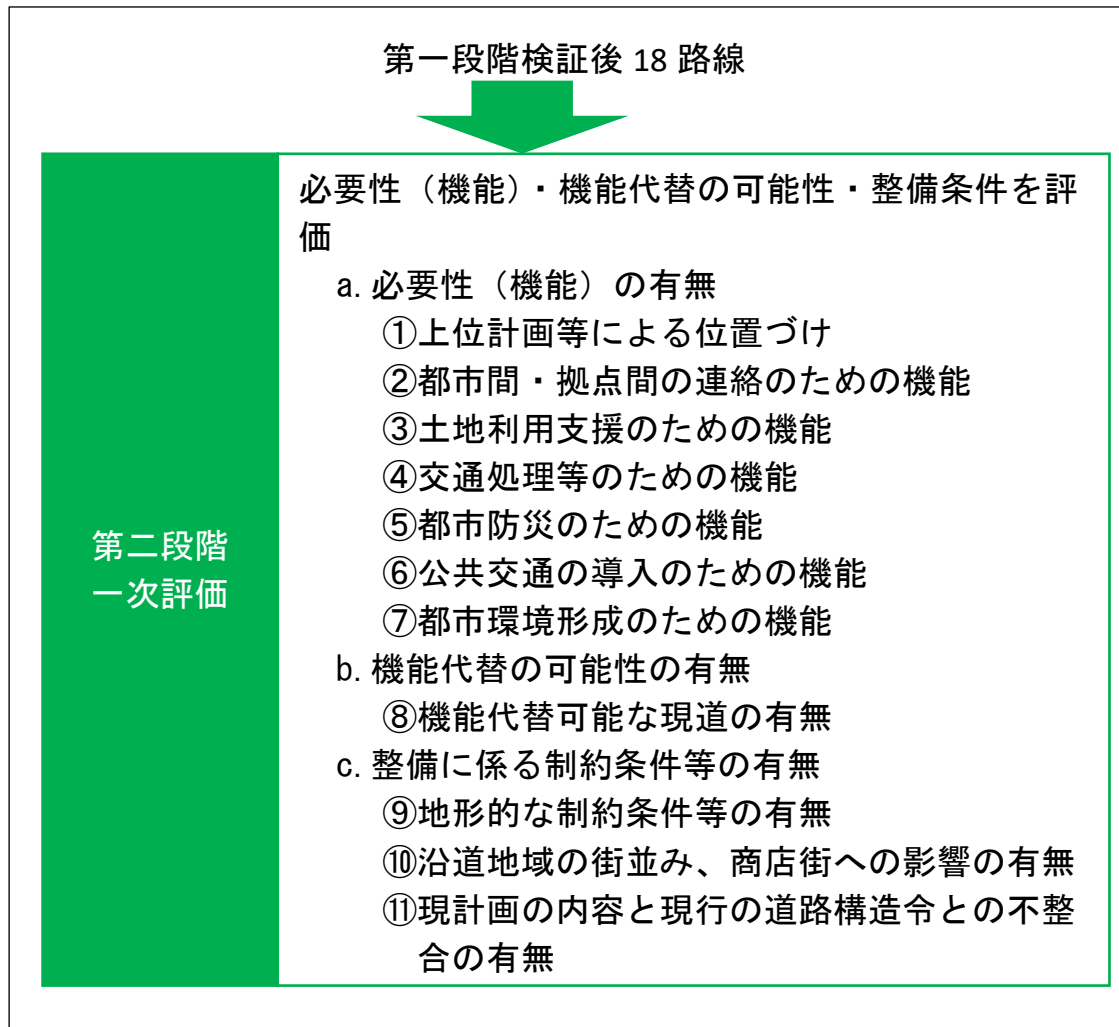 第一段階検証後 18 路線
第二段階
一次評価
必要性（機能）・機能代替の可能性・整備条件を評
価
a. 必要性（機能）の有無
①上位計画等による位置づけ
②都市間・拠点間の連絡のための機能
③土地利用支援のための機能
④交通処理等のための機能
⑤都市防災のための機能
⑥公共交通の導入のための機能
⑦都市環境形成のための機能
b. 機能代替の可能性の有無
⑧機能代替可能な現道の有無
c. 整備に係る制約条件等の有無
⑨地形的な制約条件等の有無
⑩沿道地域の街並み、商店街への影響の有無
⑪現計画の内容と現行の道路構造令との不整
合の有無